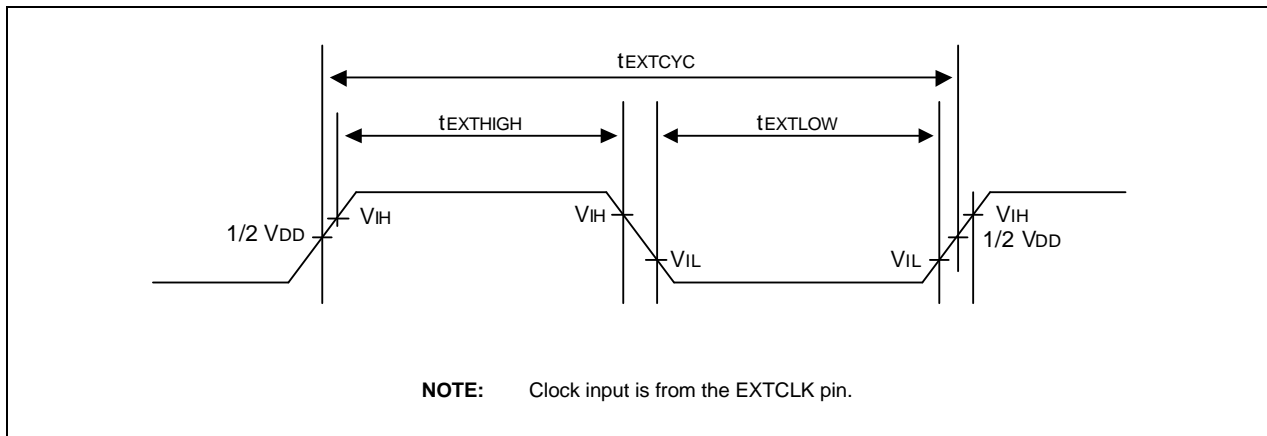 tEXTCYC
tEXTHIGH
tEXTLOW
VIH
VIH
VIH
1/2 VDD
1/2 VDD
VIL
VIL
NOTE: Clock input is from the EXTCLK pin.